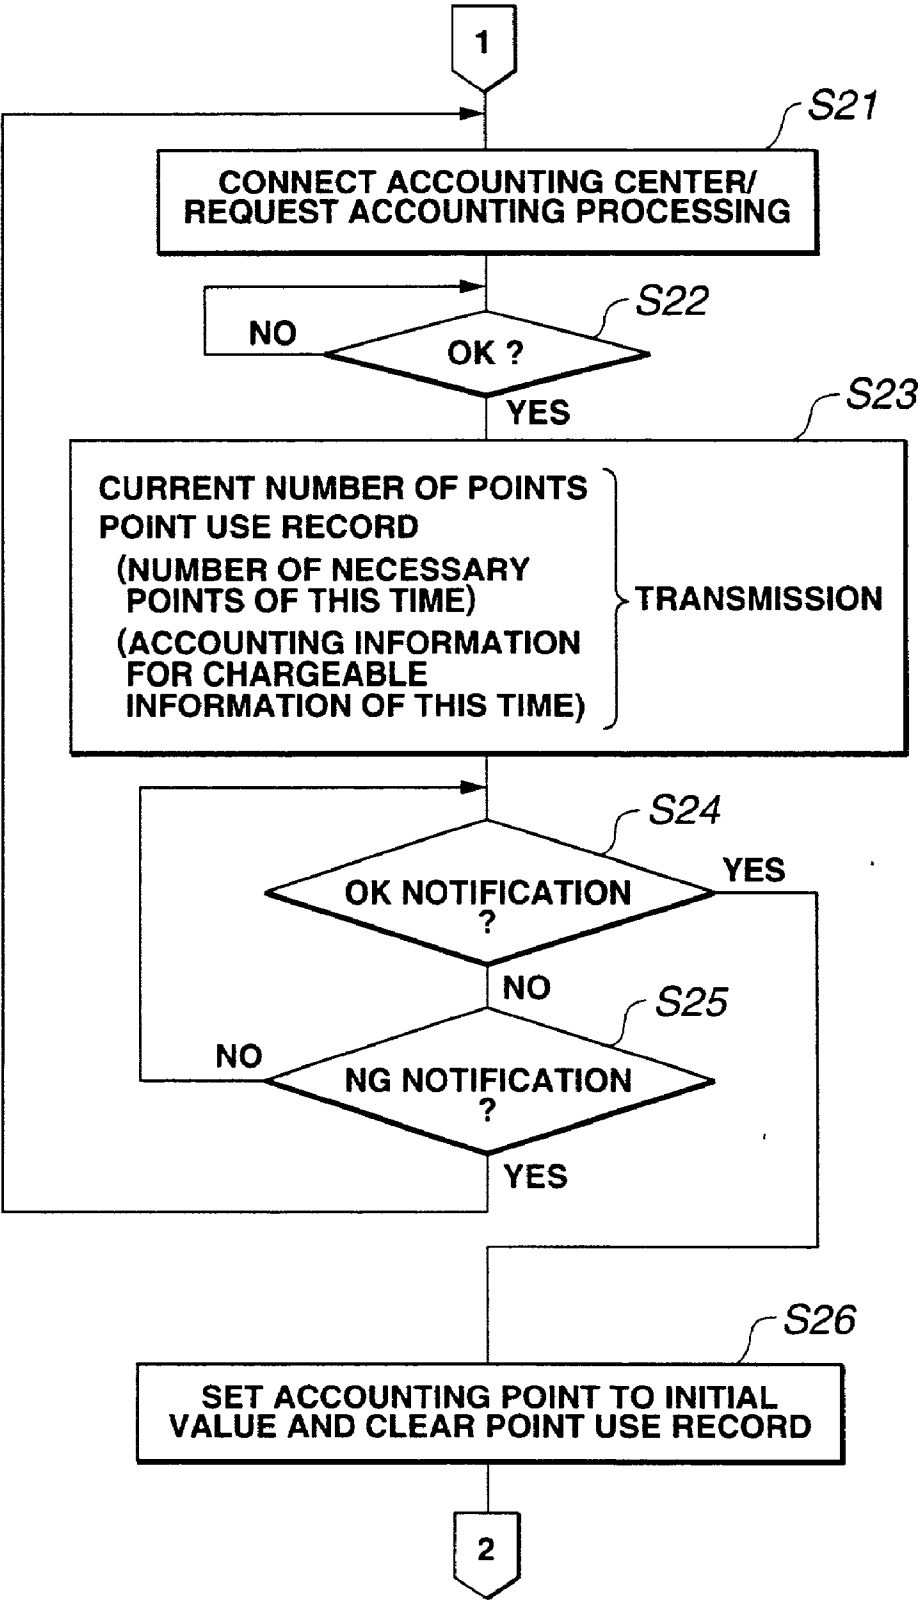 1
S21
CONNECT ACCOUNTING CENTER/
REQUEST ACCOUNTING PROCESSING
S22
NO
OK ?
YES
S23
CURRENT NUMBER OF POINTS
POINT USE RECORD
(NUMBER OF NECESSARY
POINTS OF THIS TIME)
(ACCOUNTING INFORMATION
FOR CHARGEABLE
INFORMATION OF THIS TIME)
TRANSMISSION
S24
YES
OK NOTIFICATION
?
NO
S25
NO
NG NOTIFICATION
?
YES
S26
SET ACCOUNTING POINT TO INITIAL
VALUE AND CLEAR POINT USE RECORD
2